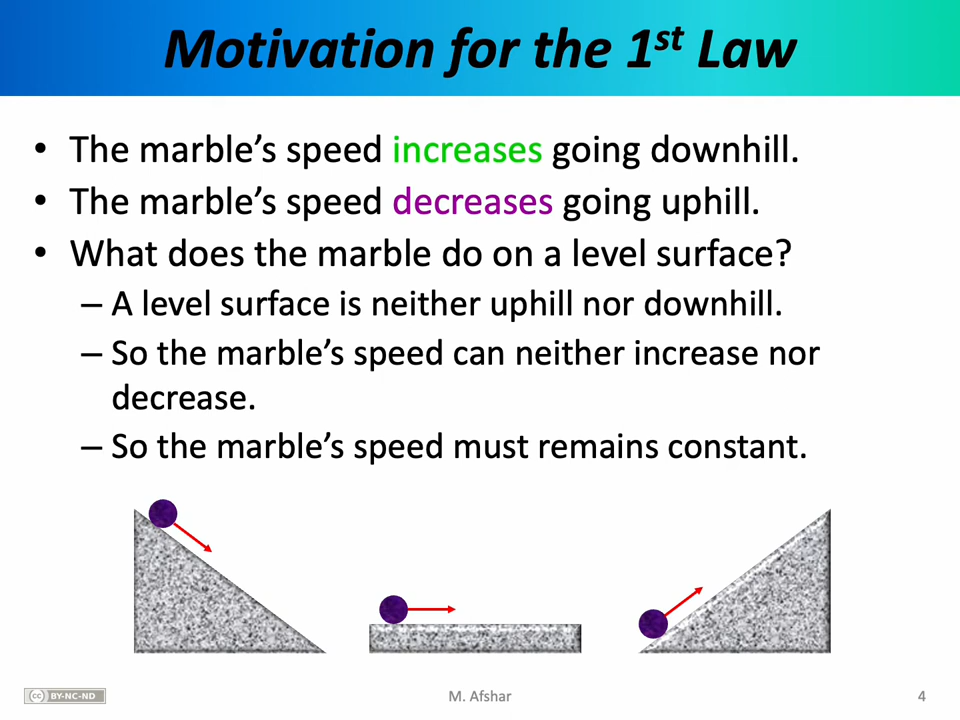 Motivation for the 1st Law
• The marble’s speed increases going downhill.
• The marble’s speed decreases going uphill.
• What does the marble do on a level surface?
– A level surface is neither uphill nor downhill.
– So the marble’s speed can neither increase nor
decrease.
– So the marble’s speed must remains constant.
cc BY-NC-ND
M. Afshar
4